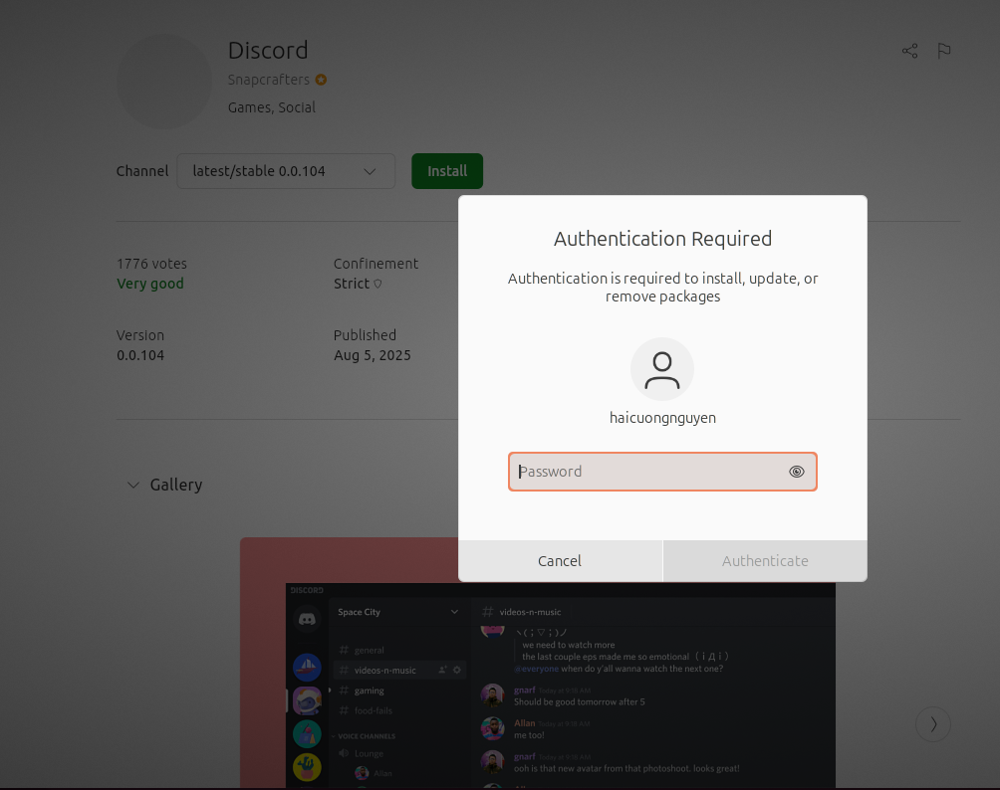 Discord
Snapcrafters
Games, Social
Channel latest/stable 0.0.104 Install
Authentication Required
Authentication is required to install, update, or
remove packages
haicuongnguyen
Password
Cancel Authenticate
1776 votes
Very good
Confinement
Strict
Version
0.0.104
Published
Aug 5, 2025
Gallery
DISCORD
Space City
# general
# videos-n-music
# gaming
# food-fails
VOICE CHANNELS
Lounge
Allan
# videos-n-music
we need to watch more
the last couple eps made me so emotional
@everyone when do y'all wanna watch the next one?
gnarf Today at 9:18 AM
Should be good tomorrow after 5
Allan Today at 9:18 AM
me too!
gnarf Today at 9:18 AM
ooh is that new avatar from that photoshoot. looks great!